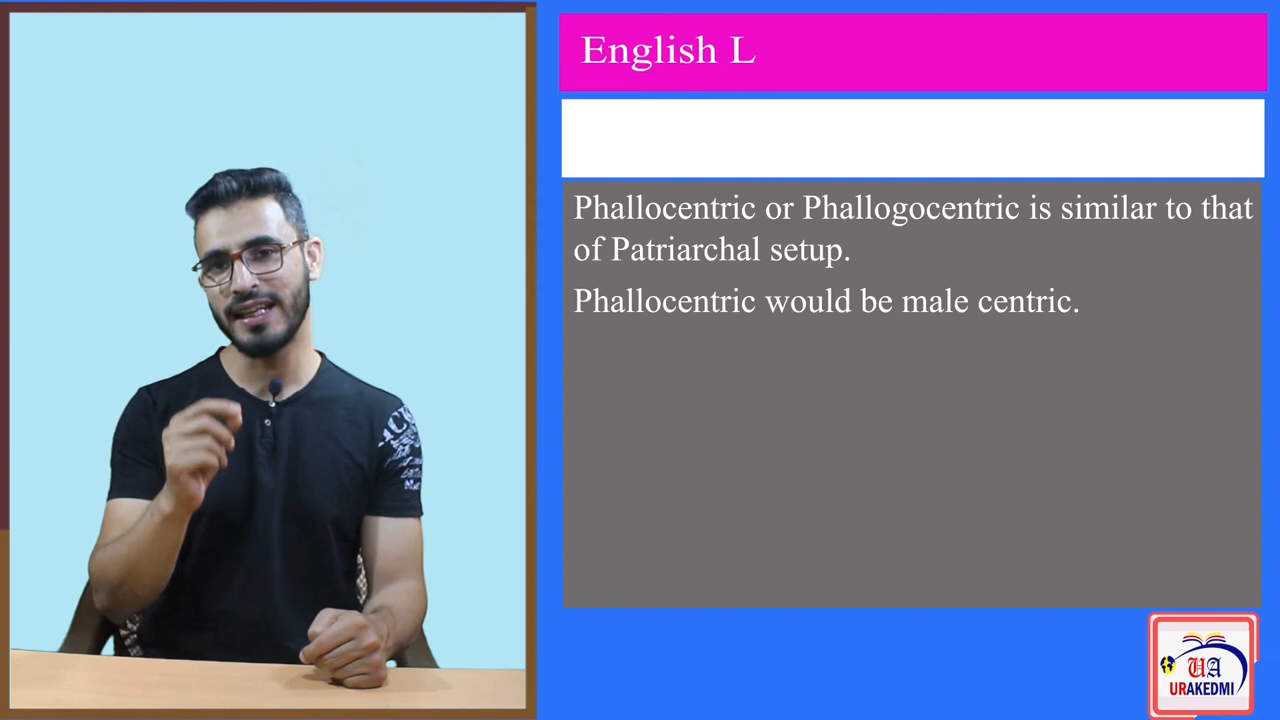 English L
Phallocentric or Phallogocentric is similar to that
of Patriarchal setup.
Phallocentric would be male centric.
UA
URAKEDMI